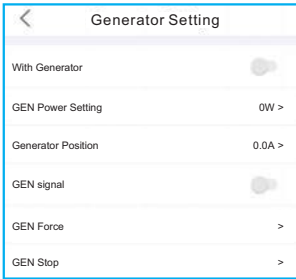 Generator Setting
With Generator
GEN Power Setting 0W >
Generator Position 0.0A >
GEN signal
GEN Force >
GEN Stop >